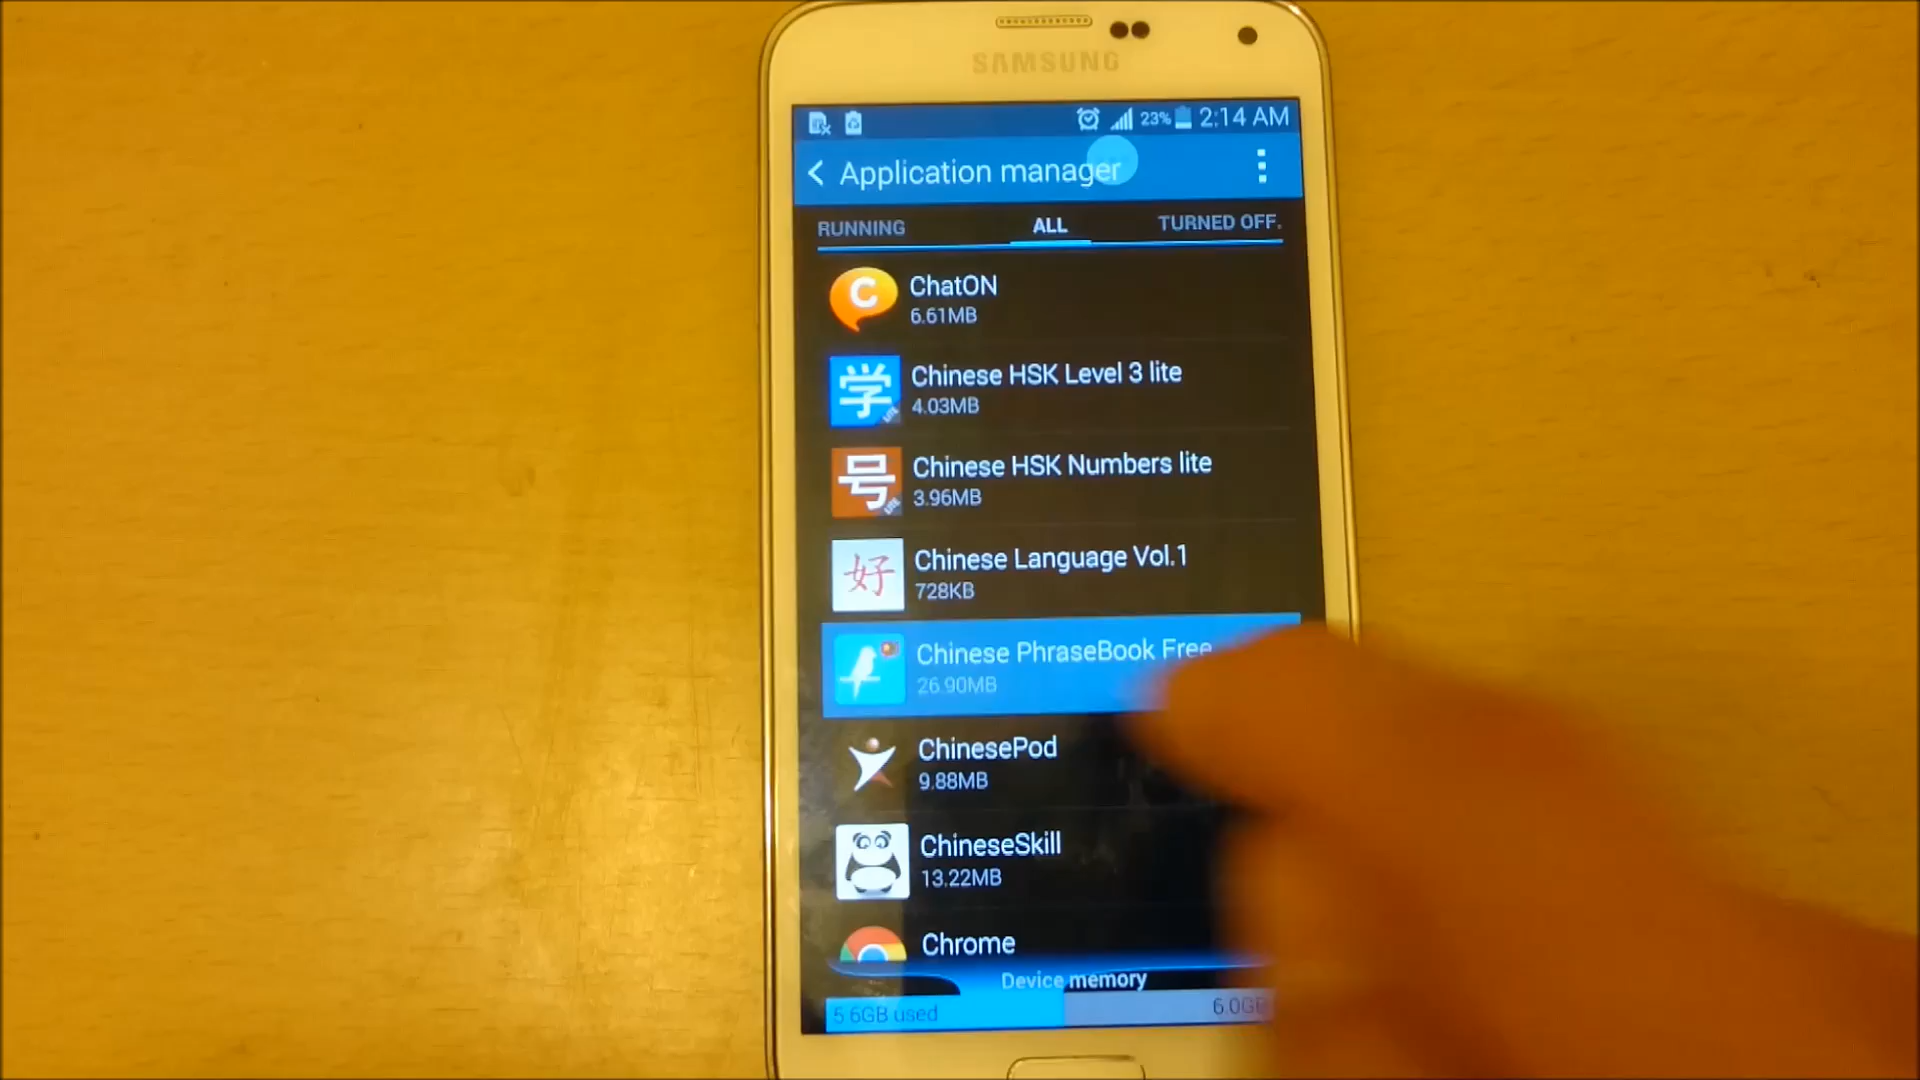 SAMSUNG
23% 2:14 AM
Application manager
RUNNING ALL TURNED OFF.
C
ChatON
6.61MB
学
LITE
Chinese HSK Level 3 lite
4.03MB
号
LITE
Chinese HSK Numbers lite
3.96MB
好
Chinese Language Vol.1
728KB
Chinese PhraseBook Free
26.90MB
ChinesePod
9.88MB
ChineseSkill
13.22MB
Chrome
Device memory
5.6GB used 6.0GB